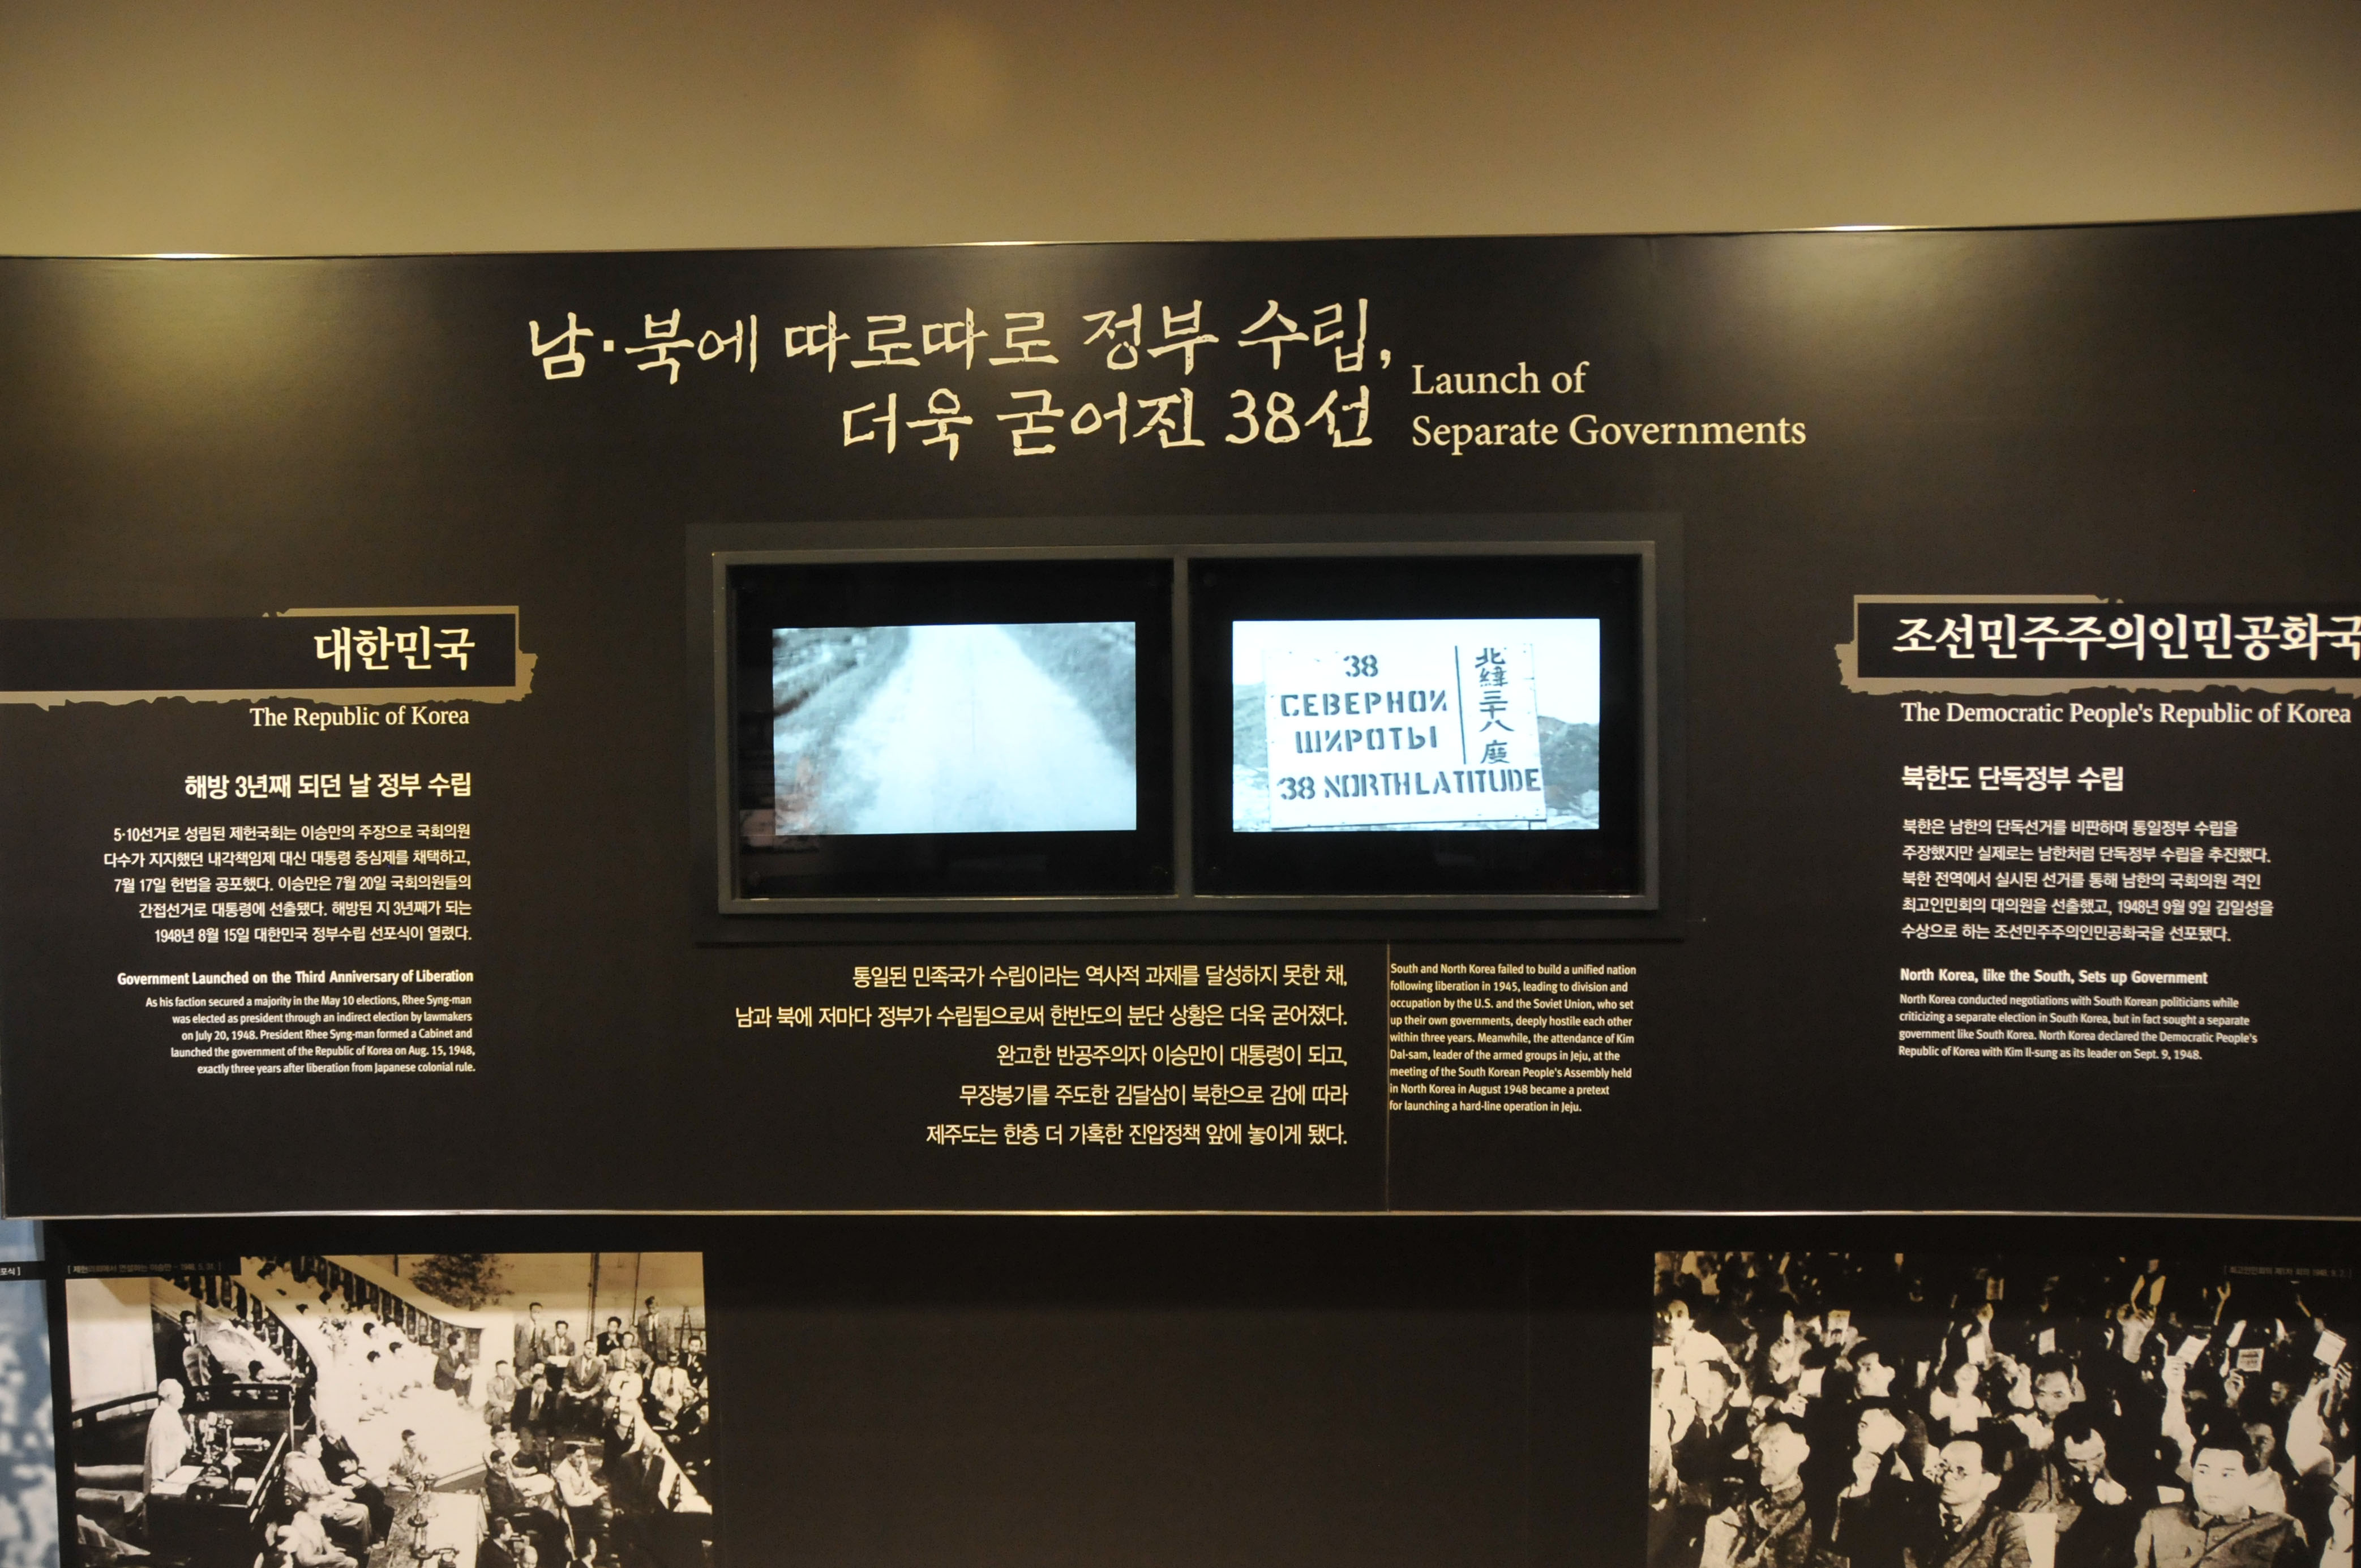 남·북에 따로따로 정부 수립,
더욱 굳어진 38선
Launch of
Separate Governments
대한민국
The Republic of Korea
해방 3년째 되던 날 정부 수립
5·10선거로 성립된 제헌국회는 이승만의 주장으로 국회의원
다수가 지지했던 내각책임제 대신 대통령 중심제를 채택하고,
7월 17일 헌법을 공포했다. 이승만은 7월 20일 국회의원들의
간접선거로 대통령에 선출됐다. 해방된 지 3년째가 되는
1948년 8월 15일 대한민국 정부수립 선포식이 열렸다.
Government Launched on the Third Anniversary of Liberation
As his faction secured a majority in the May 10 elections, Rhee Syng-man
was elected as president through an indirect election by lawmakers
on July 20, 1948. President Rhee Syng-man formed a Cabinet and
launched the government of the Republic of Korea on Aug. 15, 1948,
exactly three years after liberation from Japanese colonial rule.
38
СЕВЕРНОИ
ШИРОТЫ
北緯三十八度
38 NORTH LATITUDE
통일된 민족국가 수립이라는 역사적 과제를 달성하지 못한 채,
남과 북에 저마다 정부가 수립됨으로써 한반도의 분단 상황은 더욱 굳어졌다.
완고한 반공주의자 이승만이 대통령이 되고,
무장봉기를 주도한 김달삼이 북한으로 감에 따라
제주도는 한층 더 가혹한 진압정책 앞에 놓이게 됐다.
South and North Korea failed to build a unified nation
following liberation in 1945, leading to division and
occupation by the U.S. and the Soviet Union, who set
up their own governments, deeply hostile each other
within three years. Meanwhile, the attendance of Kim
Dal-sam, leader of the armed groups in Jeju, at the
meeting of the South Korean People's Assembly held
in North Korea in August 1948 became a pretext
for launching a hard-line operation in Jeju.
조선민주주의인민공화국
The Democratic People's Republic of Korea
북한도 단독정부 수립
북한은 남한의 단독선거를 비판하며 통일정부 수립을
주장했지만 실제로는 남한처럼 단독정부 수립을 추진했다.
북한 전역에서 실시된 선거를 통해 남한의 국회의원 격인
최고인민회의 대의원을 선출했고, 1948년 9월 9일 김일성을
수상으로 하는 조선민주주의인민공화국을 선포됐다.
North Korea, like the South, Sets up Government
North Korea conducted negotiations with South Korean politicians while
criticizing a separate election in South Korea, but in fact sought a separate
government like South Korea. North Korea declared the Democratic People's
Republic of Korea with Kim Il-sung as its leader on Sept. 9, 1948.
포식 ]